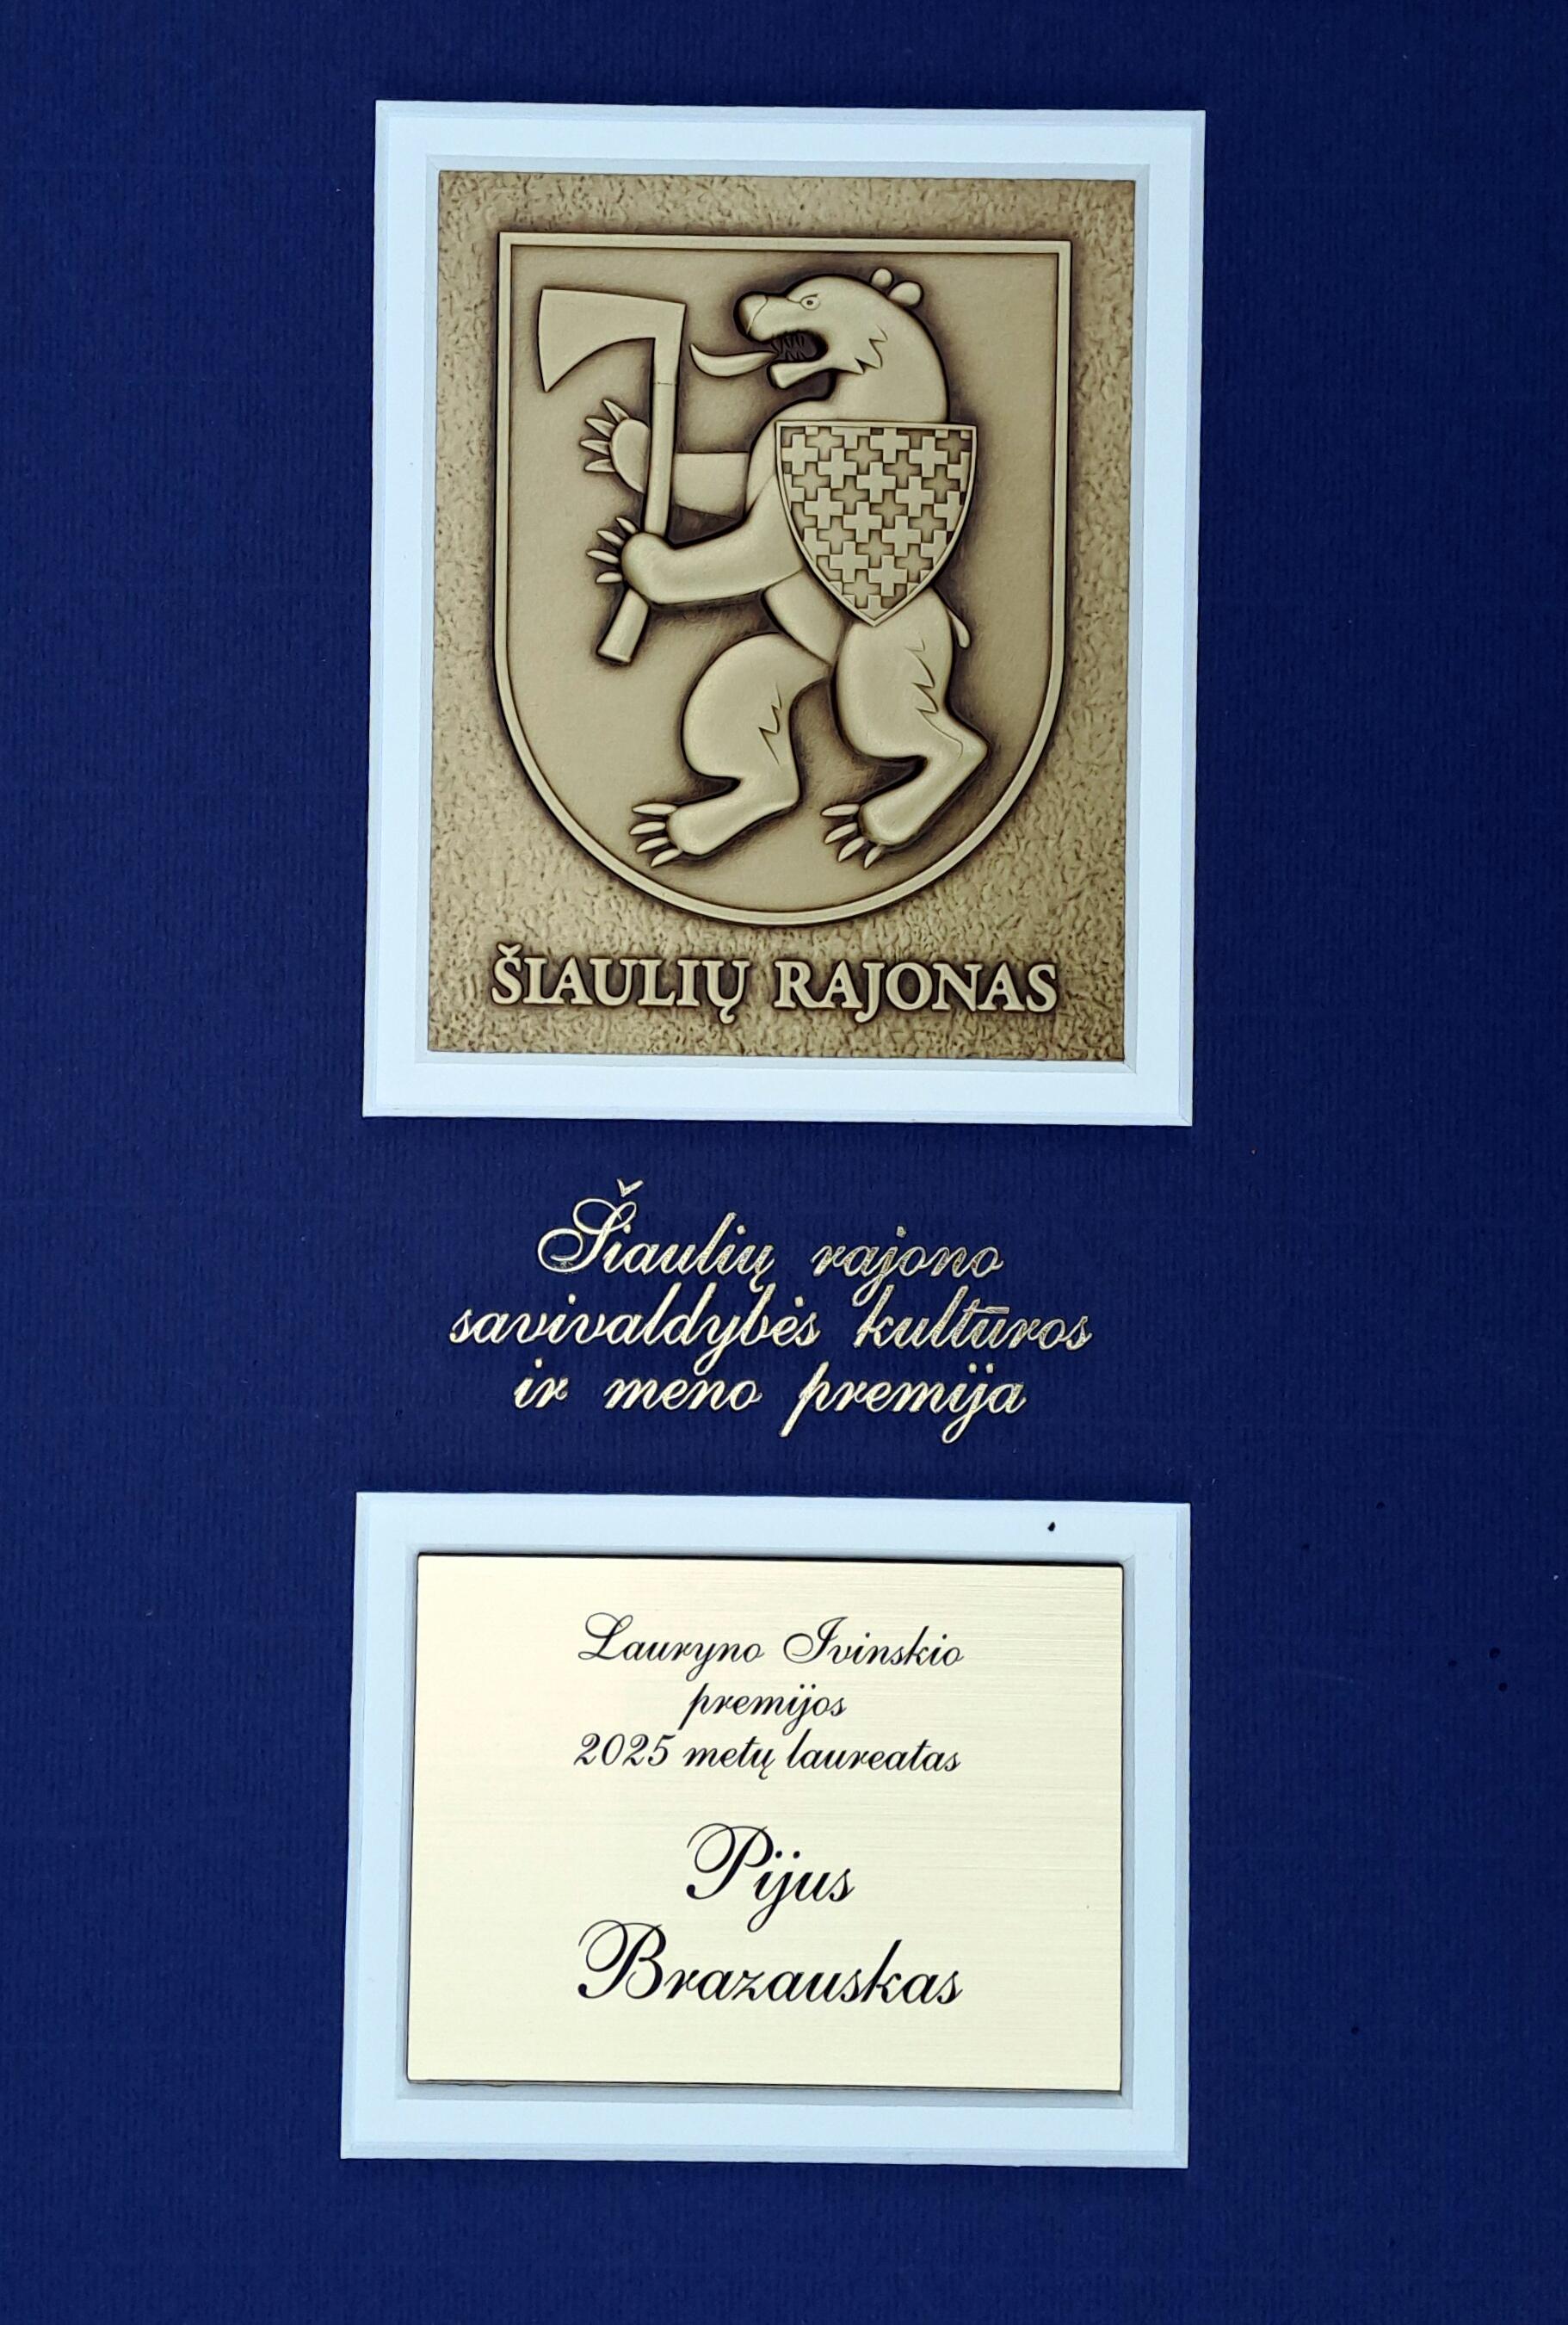 ŠIAULIŲ RAJONAS
Šiaulių rajono
savivaldybės kultūros
ir meno premija
Lauryno Ivinskio
premijos
2025 metų laureatas
Pijus
Brazauskas